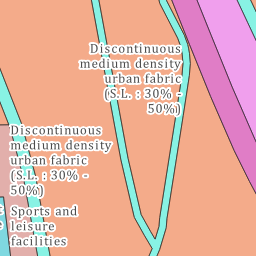 Discontinuous
medium density
urban fabric
(S.L. : 30% -
50%)
Discontinuous
medium density
urban fabric
(S.L. : 30% -
50%)
Sports and
leisure
facilities